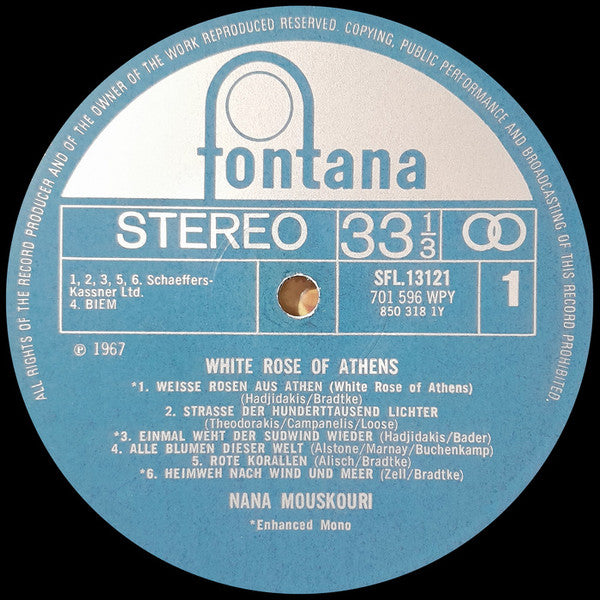 ALL RIGHTS OF THE RECORD PRODUCER AND OF THE OWNER OF THE WORK REPRODUCED RESERVED. COPYING, PUBLIC PERFORMANCE AND BROADCASTING OF THIS RECORD PROHIBITED.
fontana
STEREO 33 1/3
1, 2, 3, 5, 6. Schaeffers-
Kassner Ltd.
4. BIEM
SFL.13121
701 596 WPY
850 318 1Y
1
℗ 1967
WHITE ROSE OF ATHENS
*1. WEISSE ROSEN AUS ATHEN (White Rose of Athens)
(Hadjidakis/Bradtke)
2. STRASSE DER HUNDERTTAUSEND LICHTER
(Theodorakis/Campanelis/Loose)
*3. EINMAL WEHT DER SUDWIND WIEDER (Hadjidakis/Bader)
4. ALLE BLUMEN DIESER WELT (Alstone/Marnay/Buchenkamp)
5. ROTE KORALLEN (Alisch/Bradtke)
*6. HEIMWEH NACH WIND UND MEER (Zell/Bradtke)
NANA MOUSKOURI
*Enhanced Mono